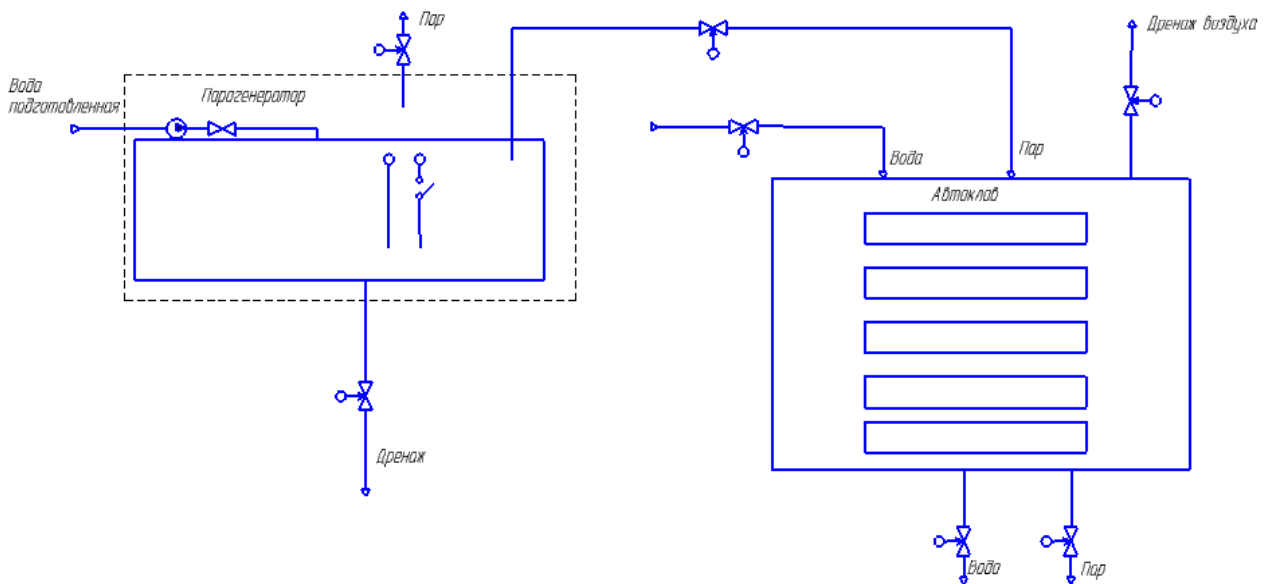 Пар
Дренаж воздуха
Вода
подготовленная
Парогенератор
Вода
Пар
Автоклав
Дренаж
Вода
Пар